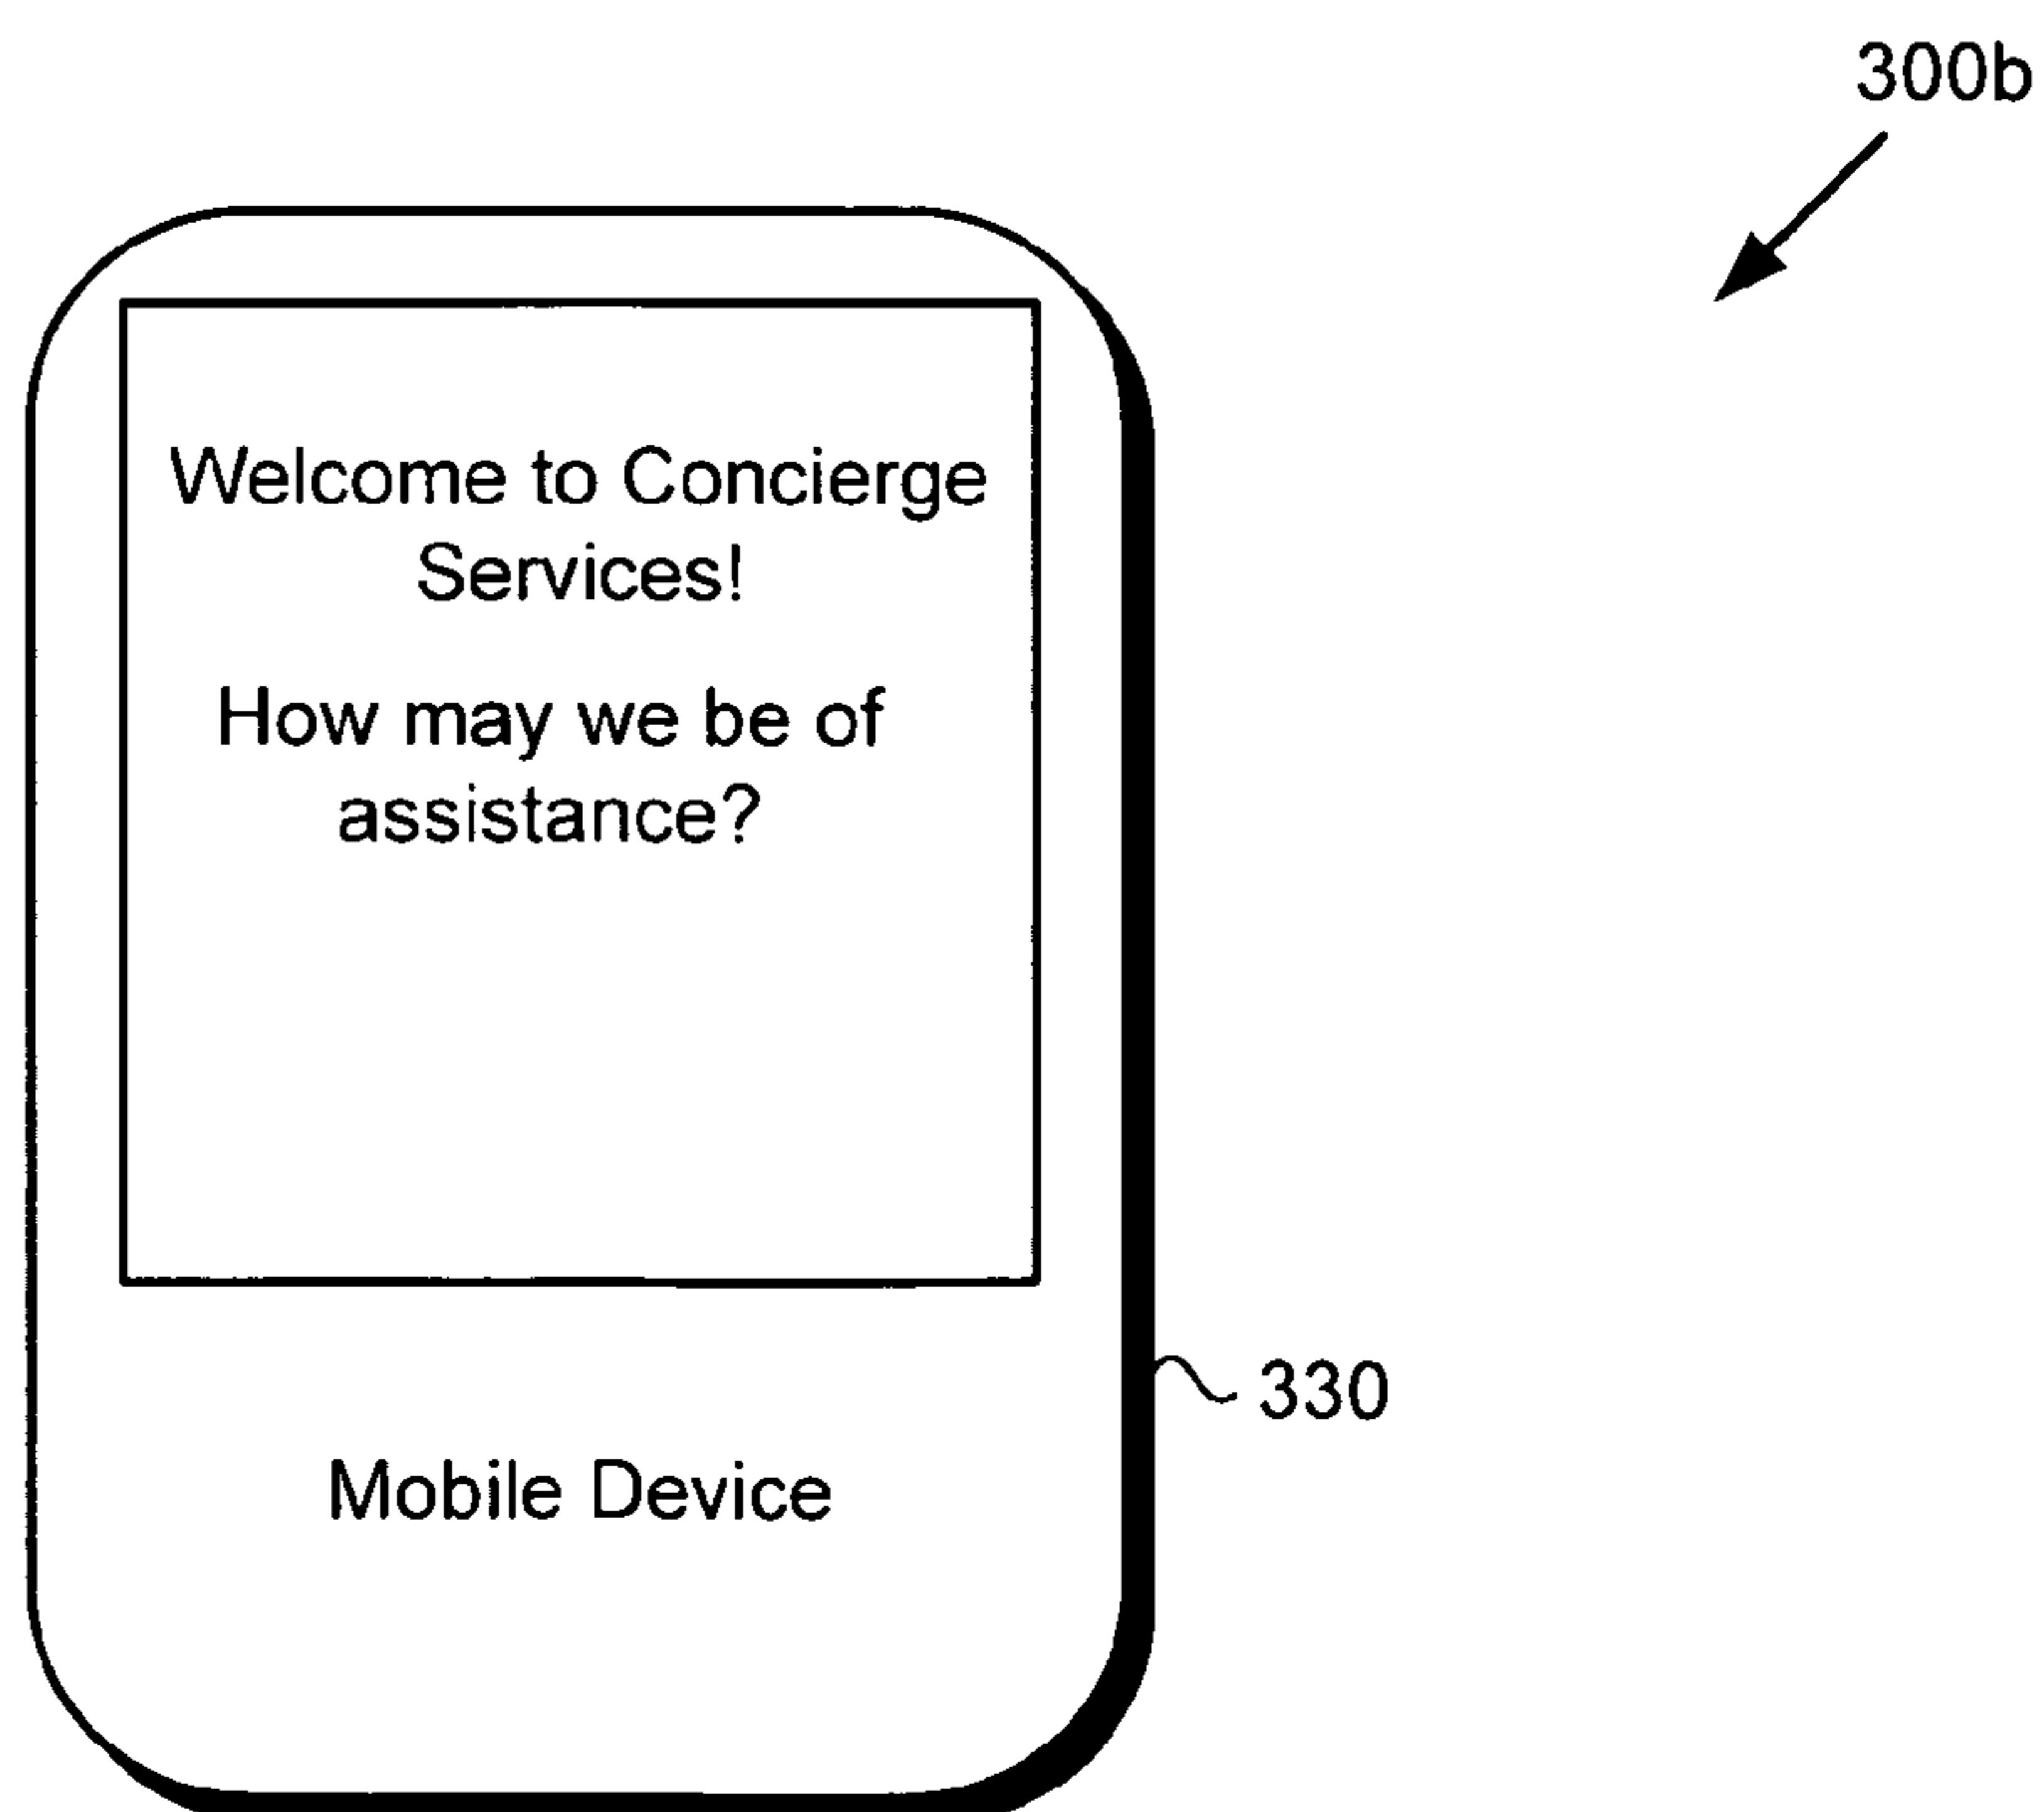 300b
Welcome to Concierge
Services!
How may we be of
assistance?
330
Mobile Device